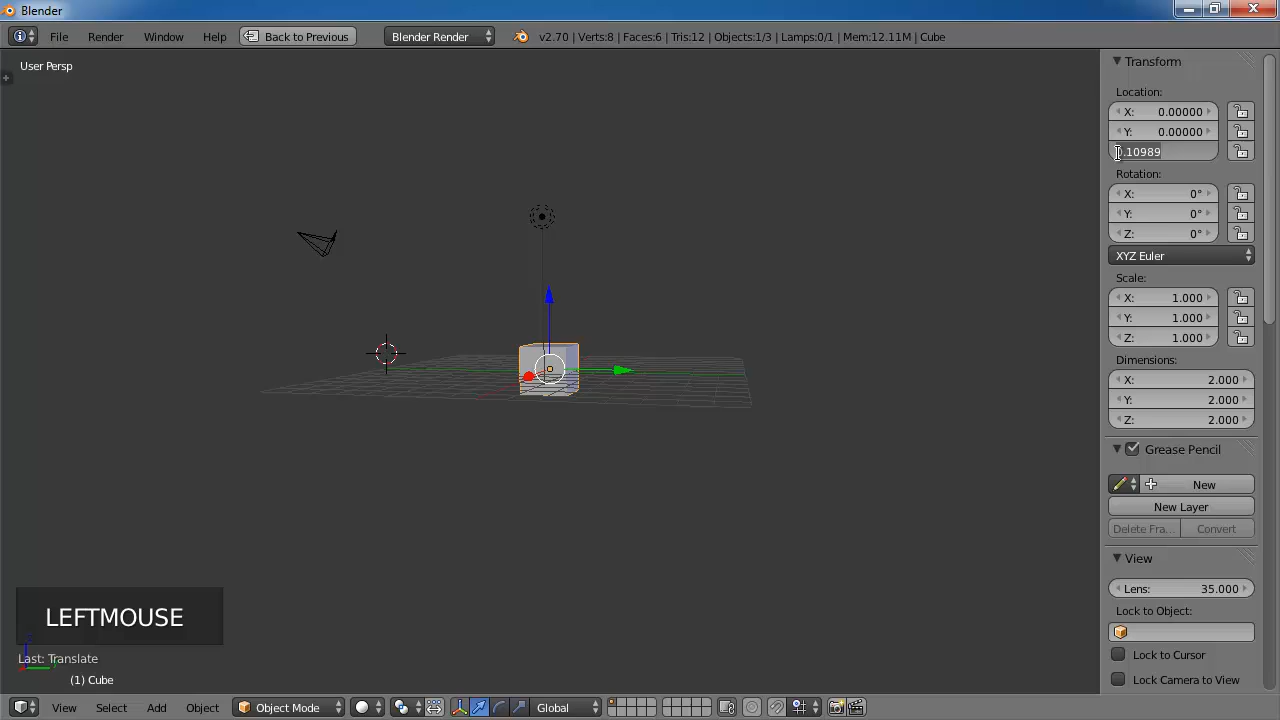 Blender
File Render Window Help Back to Previous Blender Render v2.70 | Verts:8 | Faces:6 | Tris:12 | Objects:1/3 | Lamps:0/1 | Mem:12.11M | Cube
User Persp
Transform
Location:
X: 0.00000
Y: 0.00000
0.10989
Rotation:
X: 0°
Y: 0°
Z: 0°
XYZ Euler
Scale:
X: 1.000
Y: 1.000
Z: 1.000
Dimensions:
X: 2.000
Y: 2.000
Z: 2.000
Grease Pencil
New
New Layer
Delete Fra... Convert
View
Lens: 35.000
Lock to Object:
Lock to Cursor
Lock Camera to View
LEFTMOUSE
Last: Translate
(1) Cube
View Select Add Object Object Mode Global